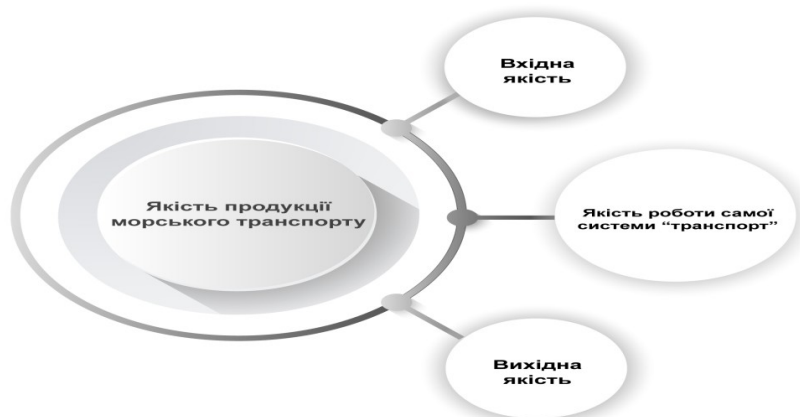 Вхідна
якість
Якість продукції
морського транспорту
Якість роботи самої
системи “транспорт”
Вихідна
якість